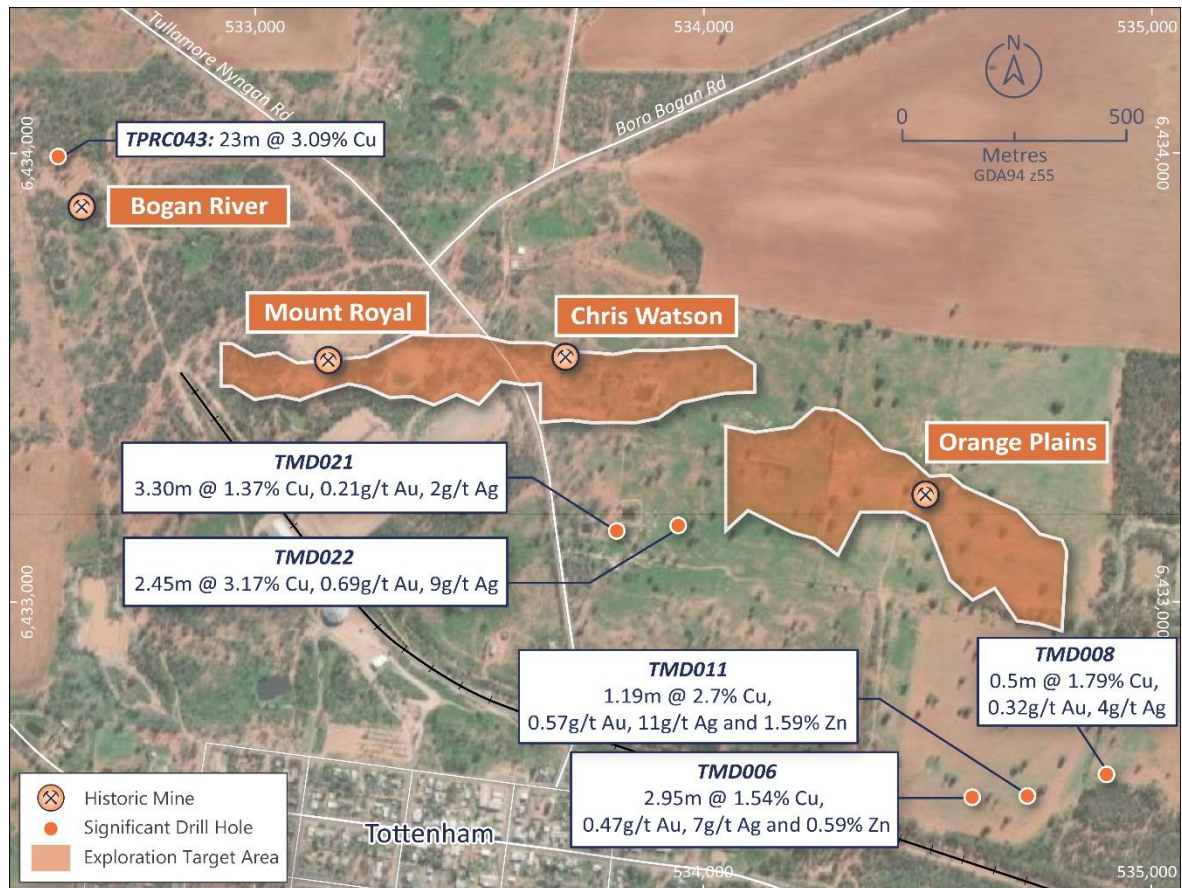 533,000
534,000
535,000
Tullamore Nyngan Rd
Boro Bogan Rd
N
0 500
Metres
GDA94 z55
6,434,000
6,434,000
TPRC043: 23m @ 3.09% Cu
Bogan River
Mount Royal
Chris Watson
Orange Plains
TMD021
3.30m @ 1.37% Cu, 0.21g/t Au, 2g/t Ag
TMD022
2.45m @ 3.17% Cu, 0.69g/t Au, 9g/t Ag
6,433,000
6,433,000
TMD011
1.19m @ 2.7% Cu,
0.57g/t Au, 11g/t Ag and 1.59% Zn
TMD008
0.5m @ 1.79% Cu,
0.32g/t Au, 4g/t Ag
TMD006
2.95m @ 1.54% Cu,
0.47g/t Au, 7g/t Ag and 0.59% Zn
Historic Mine
Significant Drill Hole
Exploration Target Area
Tottenham
534,000
535,000